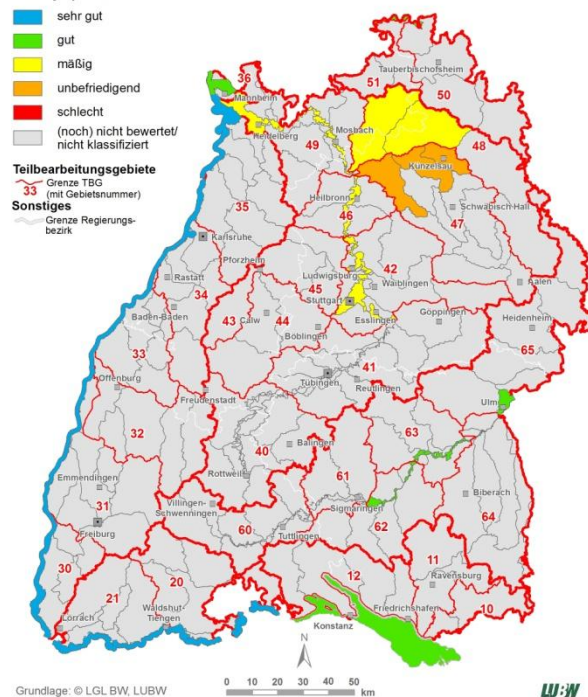 sehr gut
gut
mäßig
unbefriedigend
schlecht
(noch) nicht bewertet/
nicht klassifiziert
Teilbearbeitungsgebiete
33 Grenze TBG
(mit Gebietsnummer)
Sonstiges
Grenze Regierungs-
bezirk
36
Mannheim
Heidelberg
49
Mosbach
51
Tauberbischofsheim
50
48
Künzelsau
Heilbronn
46
47
Schwäbisch-Hall
35
Karlsruhe
Pforzheim
Ludwigsburg
45
42
Waiblingen
Aalen
Rastatt
34
Stuttgart
Baden-Baden
43
Calw
44
Esslingen
Göppingen
Heidenheim
Böblingen
65
33
41
Offenburg
Freudenstadt
Tübingen
Reutlingen
Ulm
32
63
40
Balingen
Emmendingen
Rottweil
61
Biberach
31
Villingen-
Schwenningen
Sigmaringen
64
Freiburg
60
Tuttlingen
62
30
20
12
11
Ravensburg
21
Lörrach
Waldshut-
Tiengen
Konstanz
Friedrichshafen
10
N
Grundlage: © LGL BW, LUBW
0 10 20 30 40 50
km
LUBW